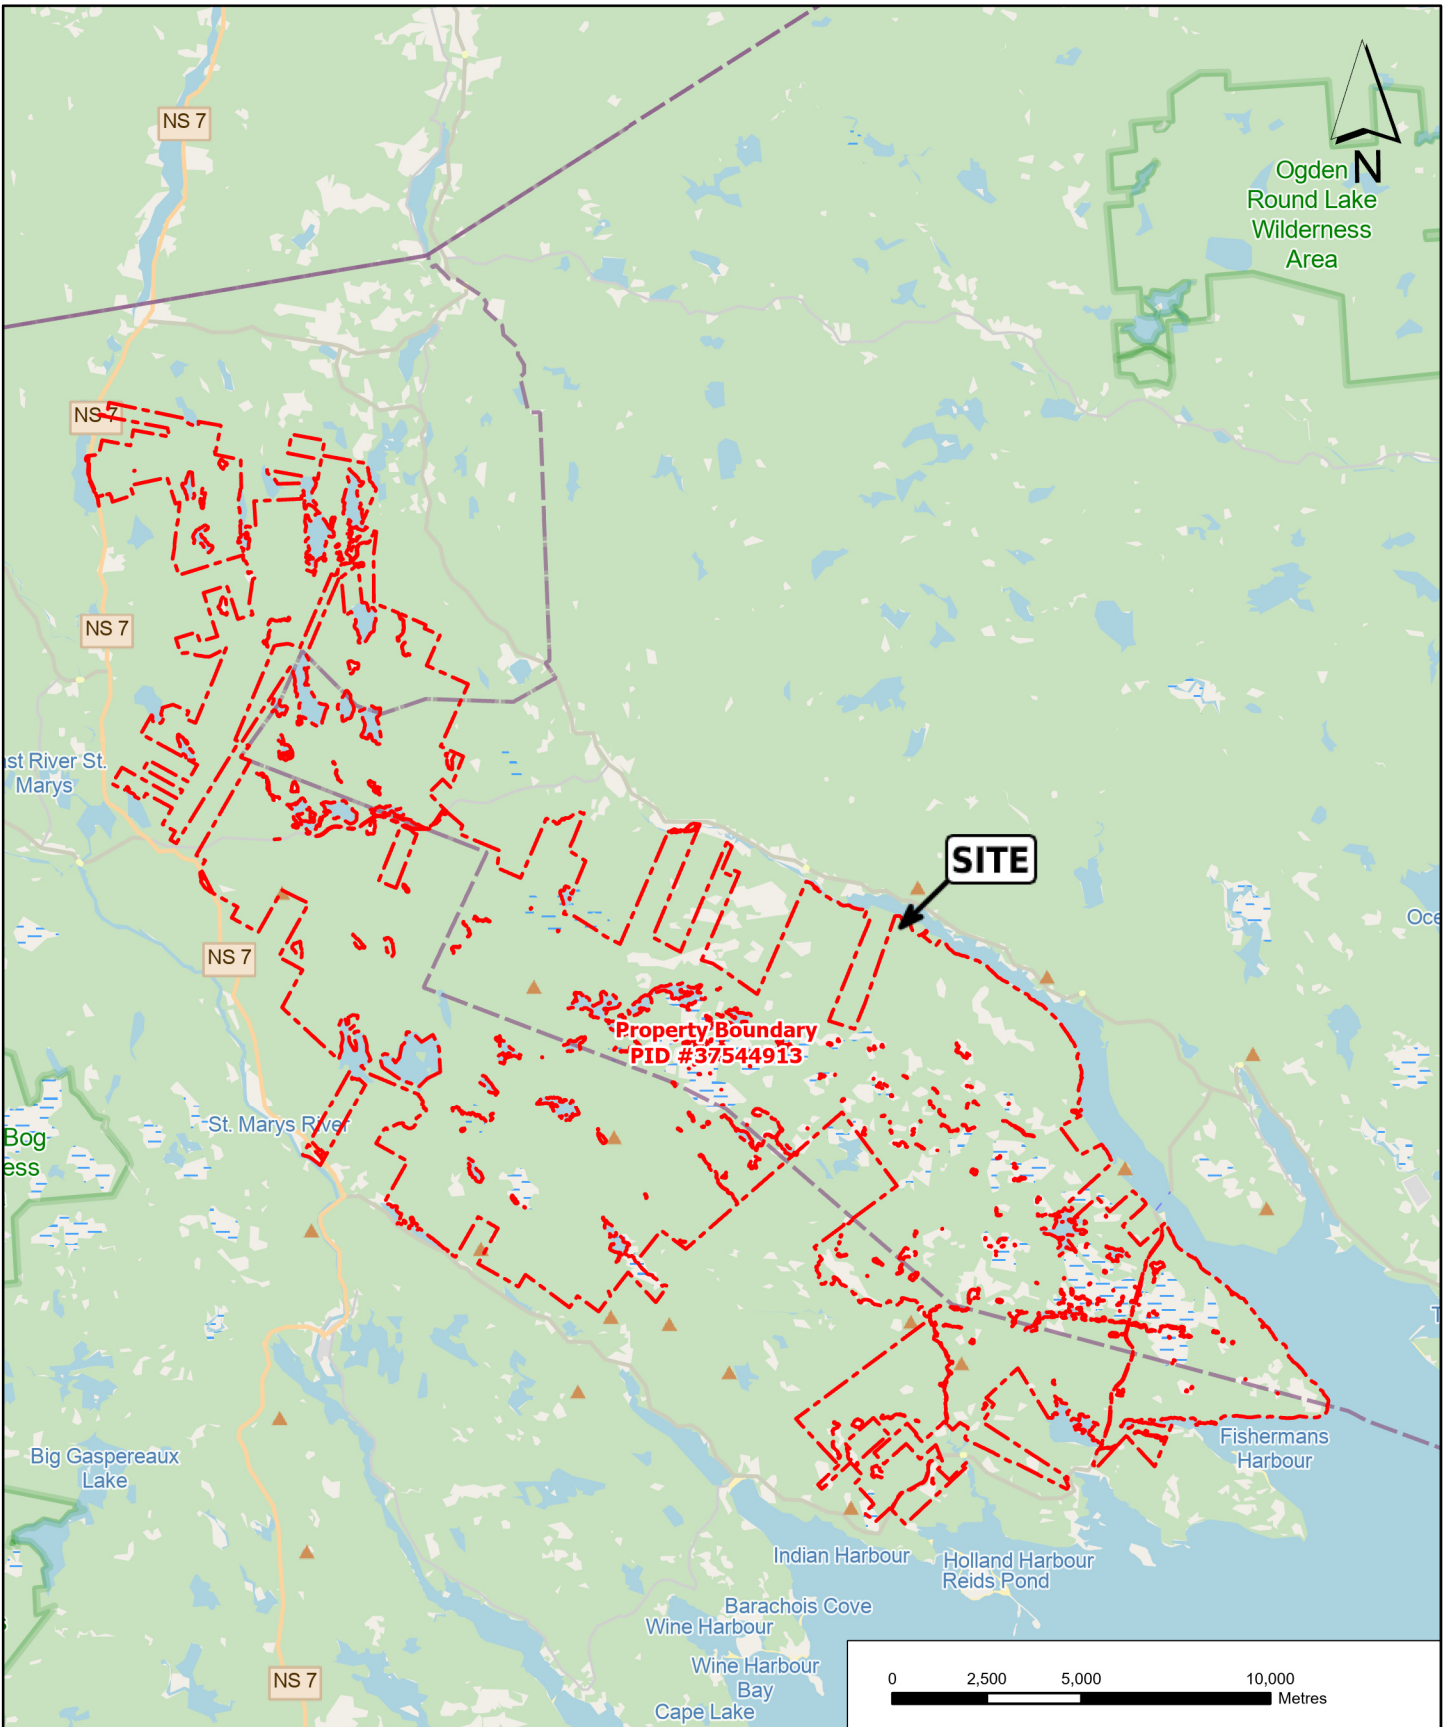 NS 7
N
Ogden
Round Lake
Wilderness
Area
NS 7
NS 7
st River St.
Marys
SITE
Oce
NS 7
Property Boundary
PID #37544913
St. Marys River
Bog
ess
Fishermans
Harbour
Big Gaspereaux
Lake
Indian Harbour
Holland Harbour
Reids Pond
Barachois Cove
Wine Harbour
Wine Harbour
Bay
Cape Lake
NS 7
0 2,500 5,000 10,000
Metres